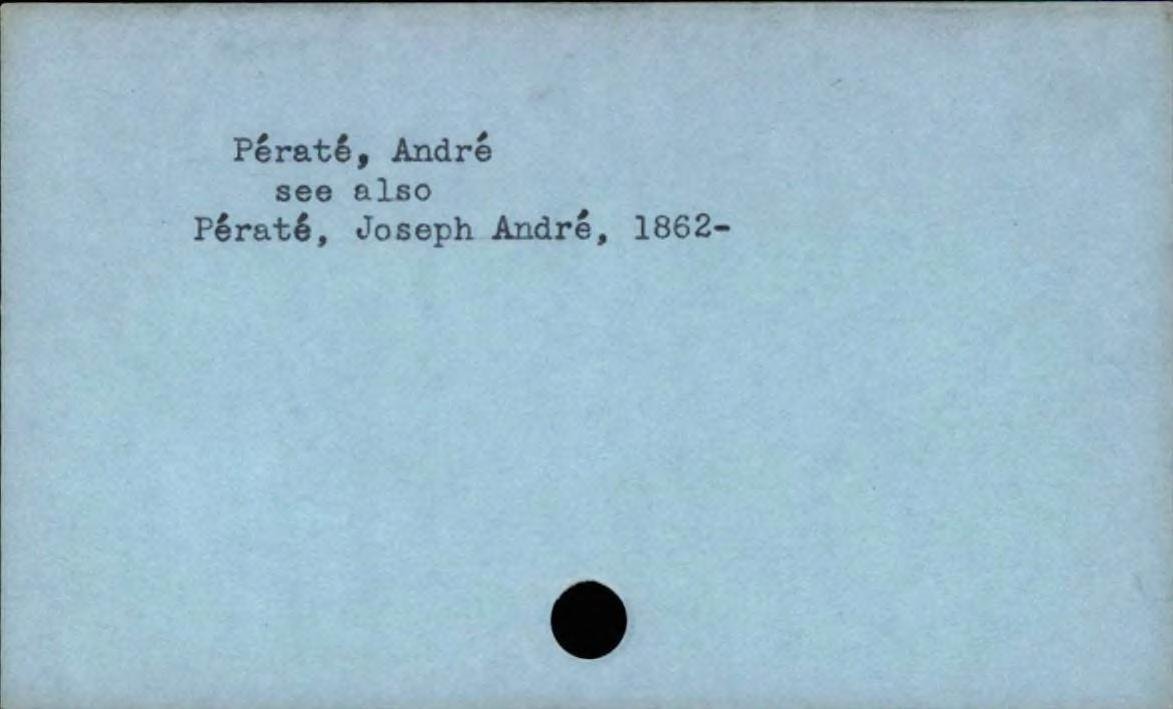 Pératé, André
see also
Pératé, Joseph André, 1862-